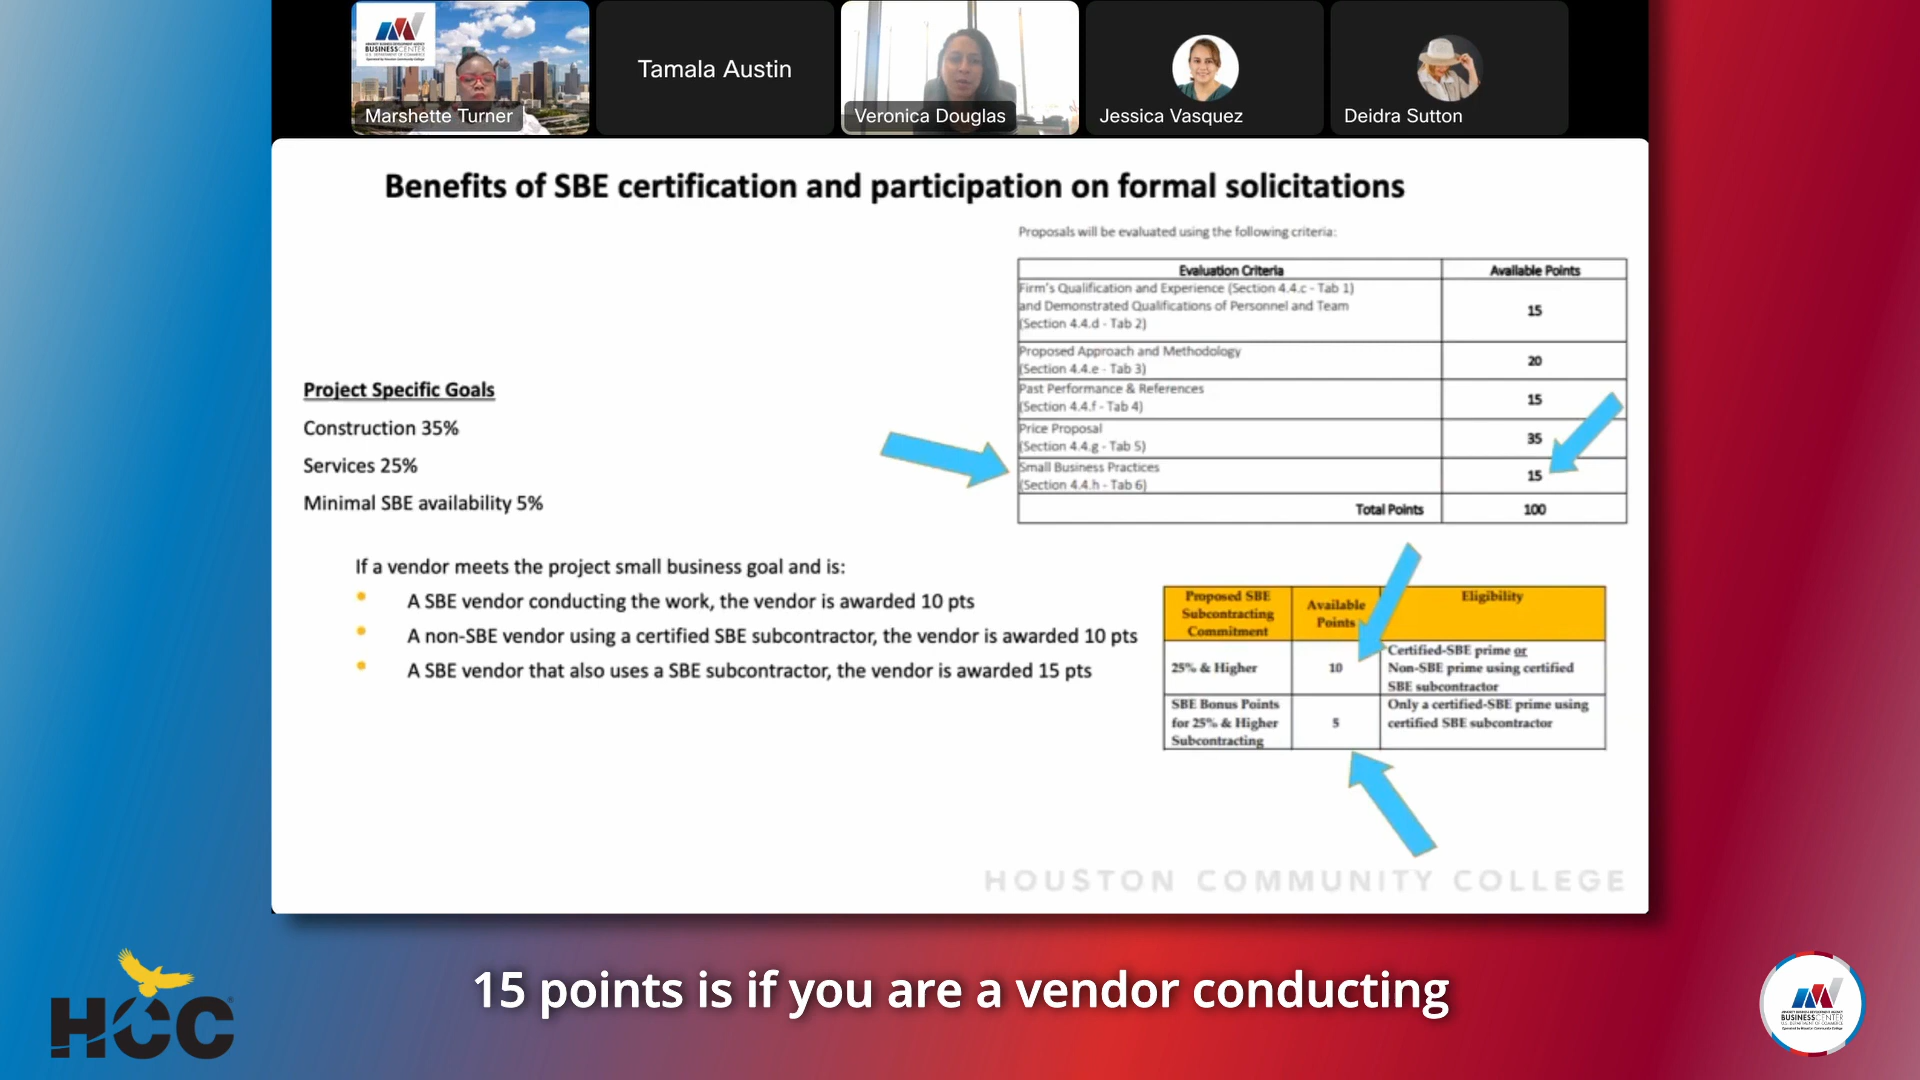 BUSINESSCENTER
Marshette Turner
Tamala Austin
Veronica Douglas
Jessica Vasquez
Deidra Sutton
Benefits of SBE certification and participation on formal solicitations
Proposals will be evaluated using the following criteria:
Evaluation Criteria Available Points
Firm's Qualification and Experience (Section 4.4.c - Tab 1)
and Demonstrated Qualifications of Personnel and Team
(Section 4.4.d - Tab 2)
15
Proposed Approach and Methodology
(Section 4.4.e - Tab 3)
20
Past Performance & References
(Section 4.4.f - Tab 4)
15
Price Proposal
(Section 4.4.g - Tab 5)
35
Small Business Practices
(Section 4.4.h - Tab 6)
15
Total Points 100
Project Specific Goals
Construction 35%
Services 25%
Minimal SBE availability 5%
If a vendor meets the project small business goal and is:
• A SBE vendor conducting the work, the vendor is awarded 10 pts
• A non-SBE vendor using a certified SBE subcontractor, the vendor is awarded 10 pts
• A SBE vendor that also uses a SBE subcontractor, the vendor is awarded 15 pts
Proposed SBE
Subcontracting
Commitment
Available
Points
Eligibility
25% & Higher
10
Certified-SBE prime or
Non-SBE prime using certified
SBE subcontractor
SBE Bonus Points
for 25% & Higher
Subcontracting
5
Only a certified-SBE prime using
certified SBE subcontractor
HOUSTON COMMUNITY COLLEGE
15 points is if you are a vendor conducting
HCC
BUSINESSCENTER